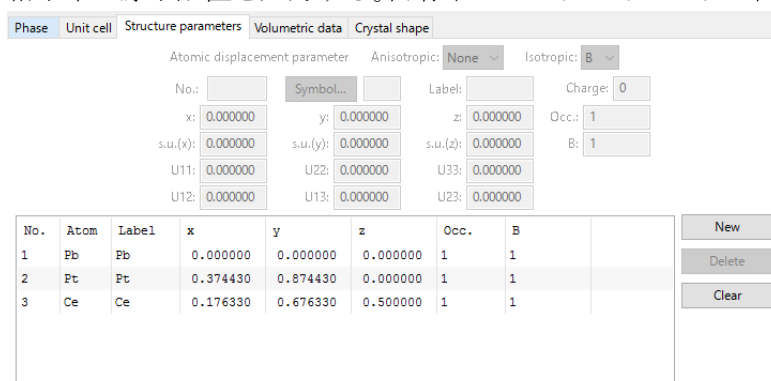 Phase Unit cell Structure parameters Volumetric data Crystal shape
Atomic displacement parameter Anisotropic: None Isotropic: B
No.: Symbol... Label: Charge: 0
x: 0.000000 y: 0.000000 z: 0.000000 Occ.: 1
s.u.(x): 0.000000 s.u.(y): 0.000000 s.u.(z): 0.000000 B: 1
U11: 0.000000 U22: 0.000000 U33: 0.000000
U12: 0.000000 U13: 0.000000 U23: 0.000000
No. Atom Label x y z Occ. B
1 Pb Pb 0.000000 0.000000 0.000000 1 1
2 Pt Pt 0.374430 0.874430 0.000000 1 1
3 Ce Ce 0.176330 0.676330 0.500000 1 1
New
Delete
Clear